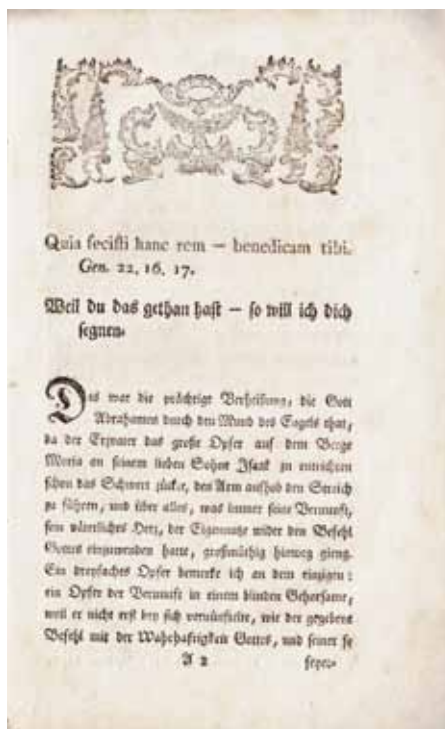 Quia fecisti hanc rem — benedicam tibi.
Gen. 22, 16, 17.
Weil du das gethan hast — so will ich dich
segnen.
Das war die prächtige Verheißung, die Gott
Abrahamen durch den Mund des Engels that,
da der Erzvater das große Opfer auf dem Berge
Moria an seinem lieben Sohne Isaak zu entrichten
schon das Schwert zückte, den Arm aufhob den Streich
zu führen, und über alles, was immer seine Vernunft,
sein zärtliches Herz, der Eigennutz wider den Befehl
Gottes einzuwenden hatte, großmüthig hinweg gieng.
Ein dreyfaches Opfer bemerke ich an dem einzigen:
ein Opfer der Vernunft in einem blinden Gehorsame,
weil er nicht erst bey sich vernünftelte, wie der gegebene
Befehl mit der Wahrhaftigkeit Gottes, und seiner so
A 2